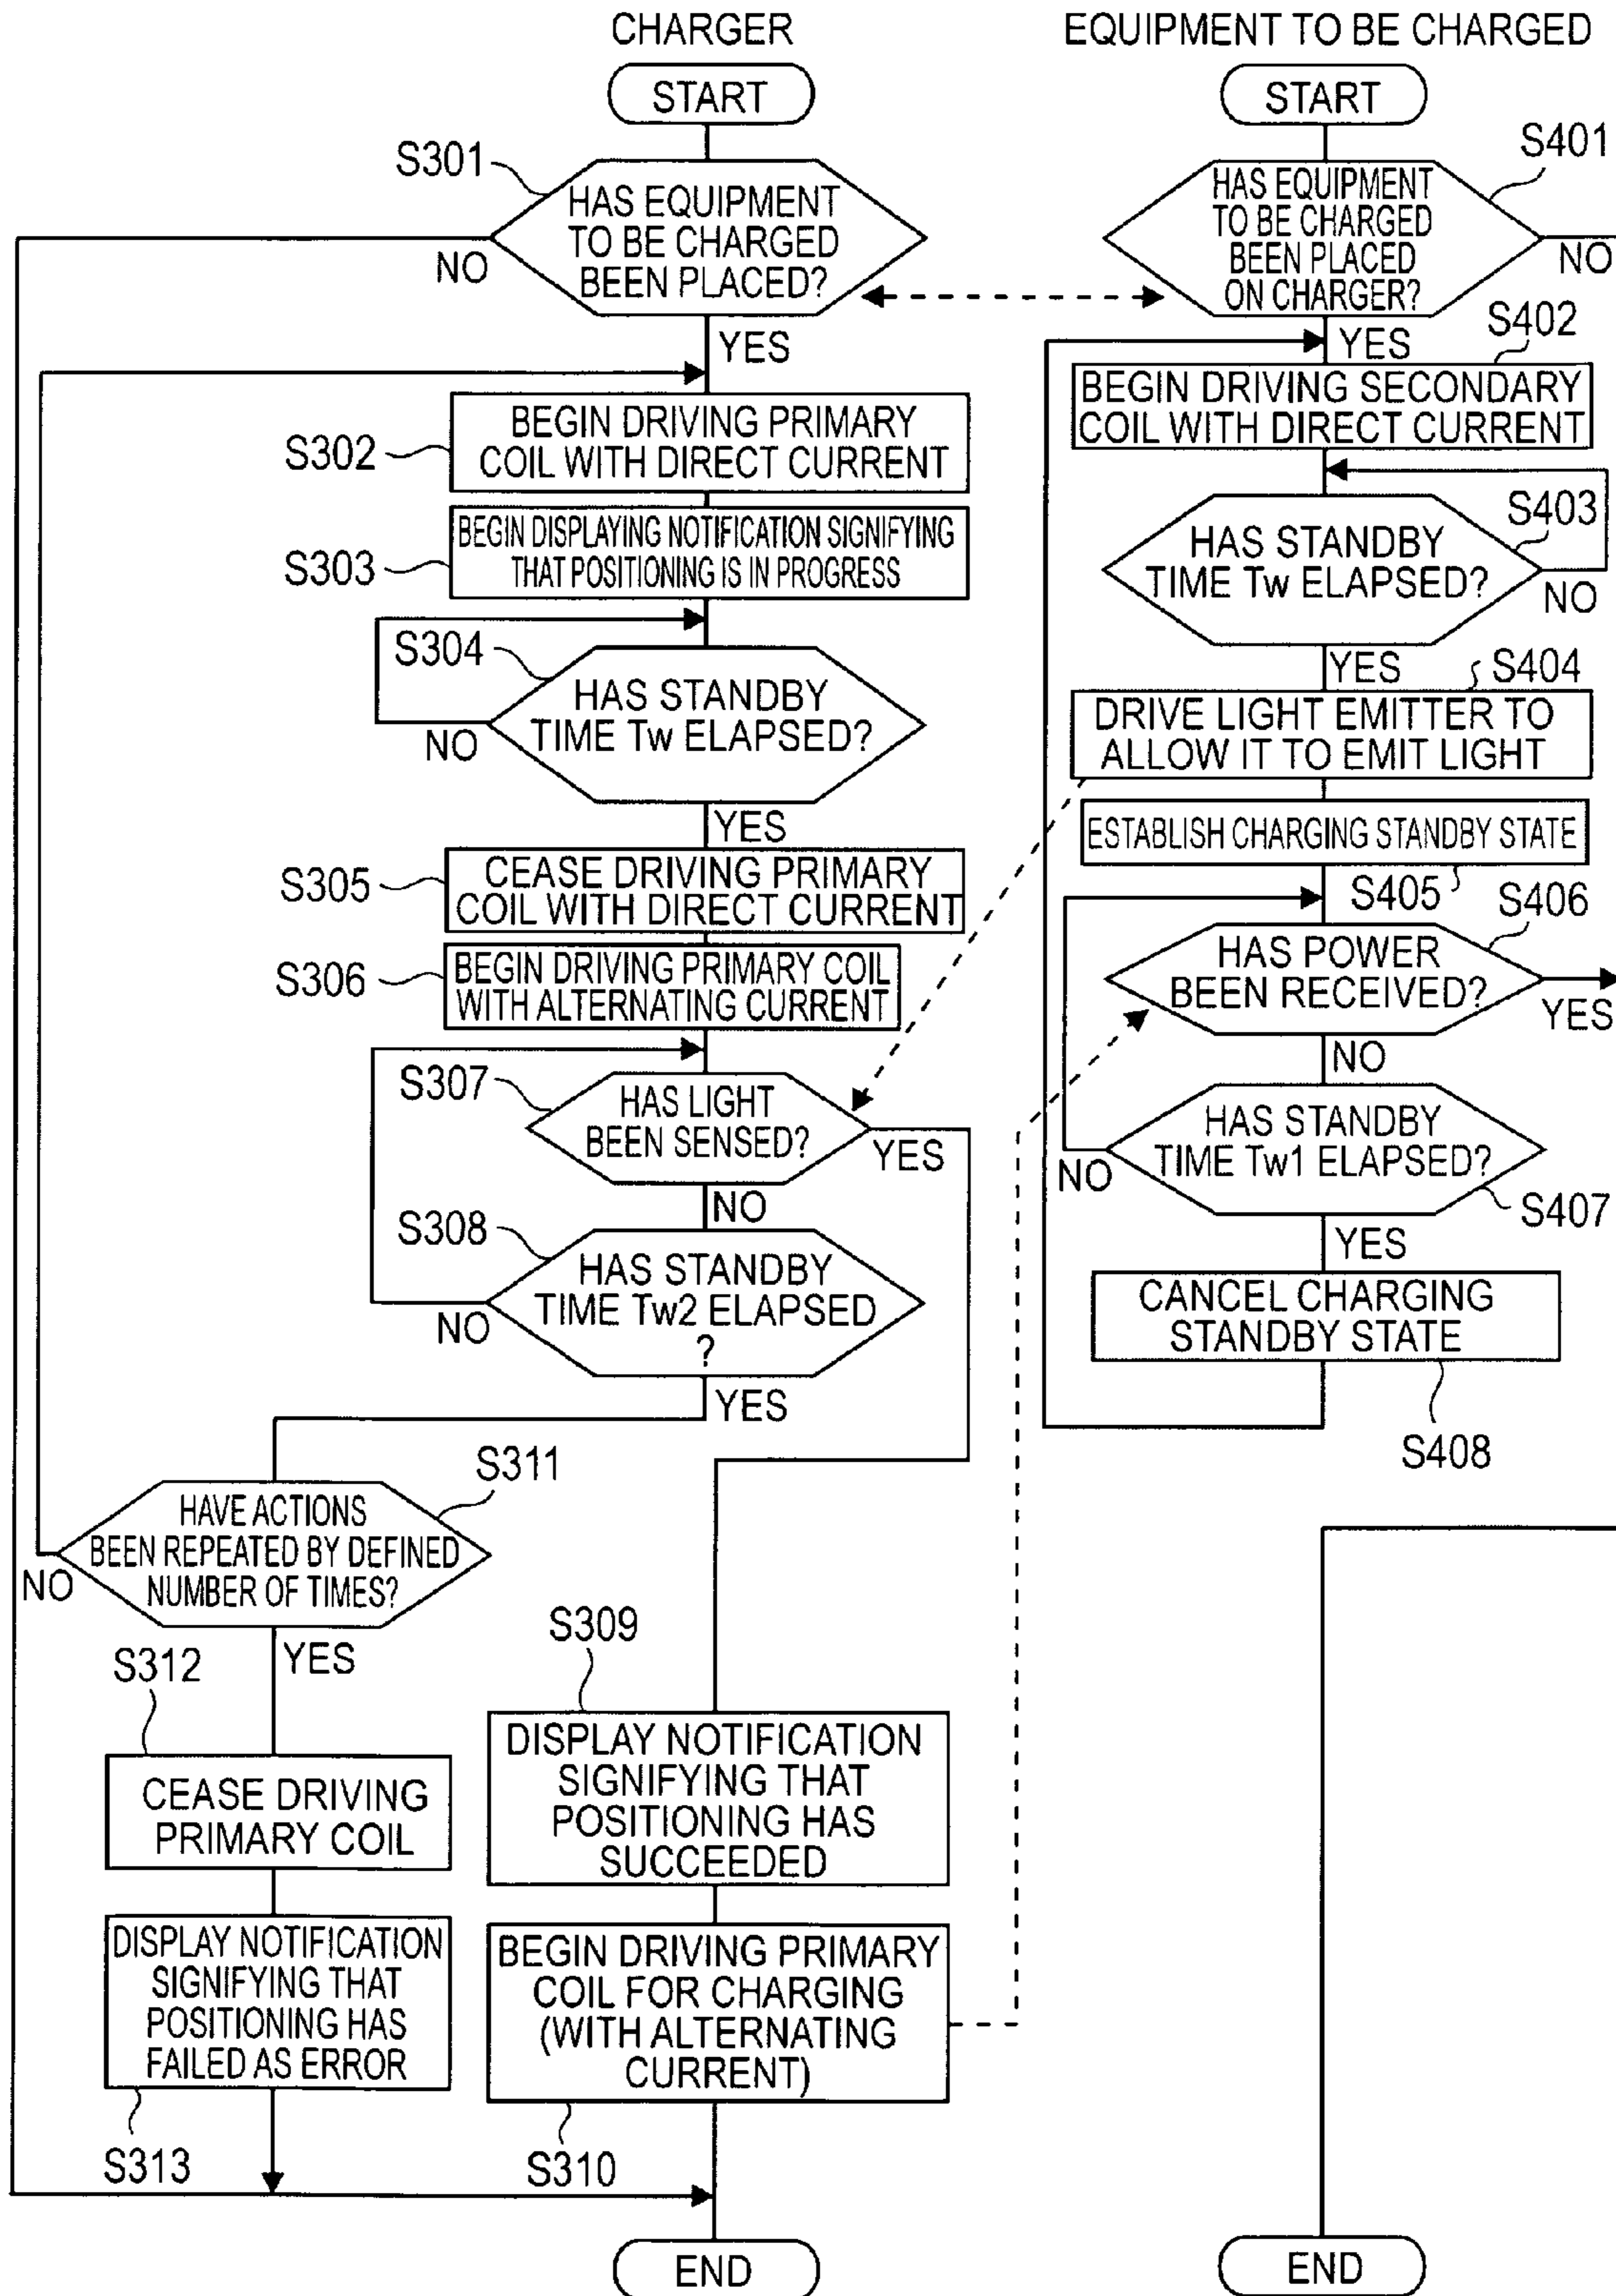 CHARGER
START
S301
HAS EQUIPMENT
TO BE CHARGED
BEEN PLACED?
NO
YES
S302
BEGIN DRIVING PRIMARY
COIL WITH DIRECT CURRENT
S303
BEGIN DISPLAYING NOTIFICATION SIGNIFYING
THAT POSITIONING IS IN PROGRESS
S304
HAS STANDBY
TIME Tw ELAPSED?
NO
YES
S305
CEASE DRIVING PRIMARY
COIL WITH DIRECT CURRENT
S306
BEGIN DRIVING PRIMARY COIL
WITH ALTERNATING CURRENT
S307
HAS LIGHT
BEEN SENSED?
YES
NO
S308
HAS STANDBY
TIME Tw2 ELAPSED
?
NO
YES
S311
HAVE ACTIONS
BEEN REPEATED BY DEFINED
NUMBER OF TIMES?
NO
YES
S312
CEASE DRIVING
PRIMARY COIL
DISPLAY NOTIFICATION
SIGNIFYING THAT
POSITIONING HAS
FAILED AS ERROR
S313
S309
DISPLAY NOTIFICATION
SIGNIFYING THAT
POSITIONING HAS
SUCCEEDED
BEGIN DRIVING PRIMARY
COIL FOR CHARGING
(WITH ALTERNATING
CURRENT)
S310
END
EQUIPMENT TO BE CHARGED
START
S401
HAS EQUIPMENT
TO BE CHARGED
BEEN PLACED
ON CHARGER?
NO
YES
S402
BEGIN DRIVING SECONDARY
COIL WITH DIRECT CURRENT
S403
HAS STANDBY
TIME Tw ELAPSED?
NO
YES
S404
DRIVE LIGHT EMITTER TO
ALLOW IT TO EMIT LIGHT
ESTABLISH CHARGING STANDBY STATE
S405
S406
HAS POWER
BEEN RECEIVED?
YES
NO
HAS STANDBY
TIME Tw1 ELAPSED?
NO
S407
YES
CANCEL CHARGING
STANDBY STATE
S408
END